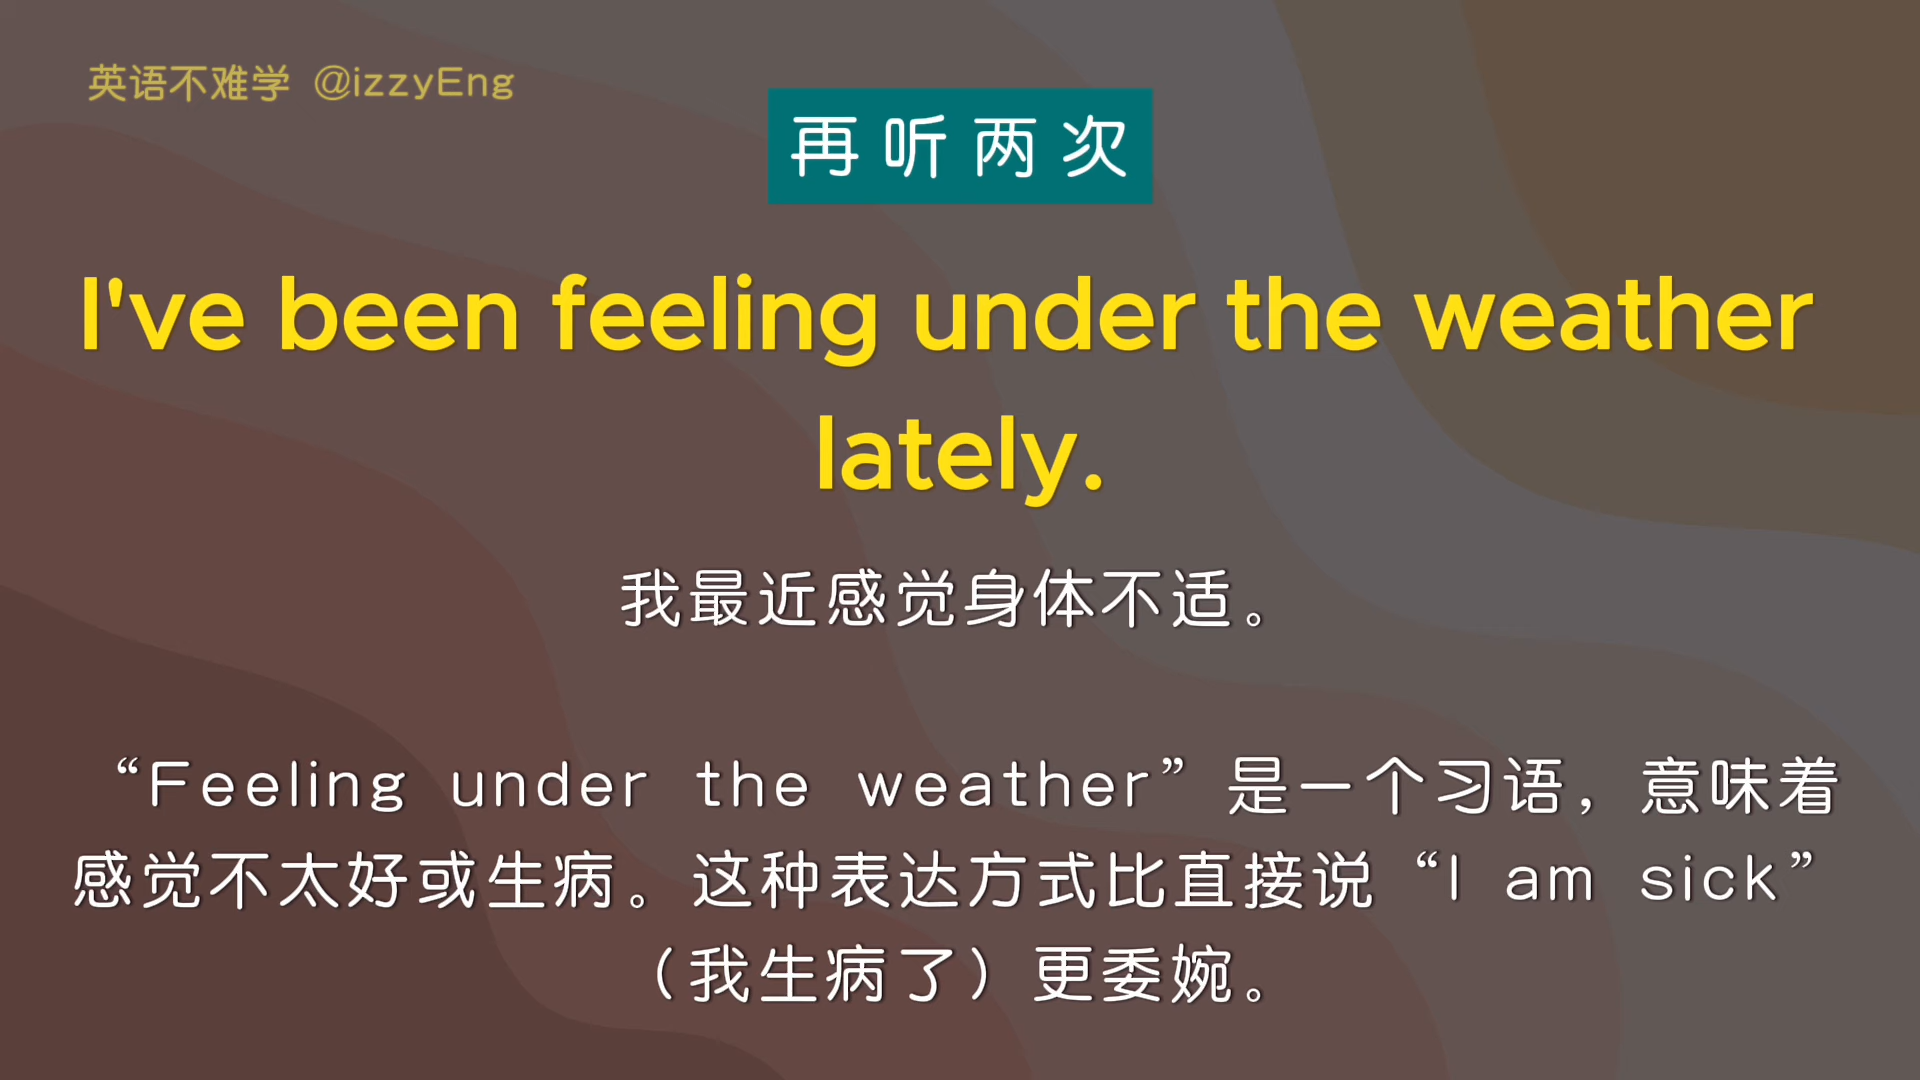 英语不难学 @izzyEng
再听两次
I've been feeling under the weather
lately.
我最近感觉身体不适。
“Feeling under the weather”是一个习语，意味着
感觉不太好或生病。这种表达方式比直接说“I am sick”
（我生病了）更委婉。